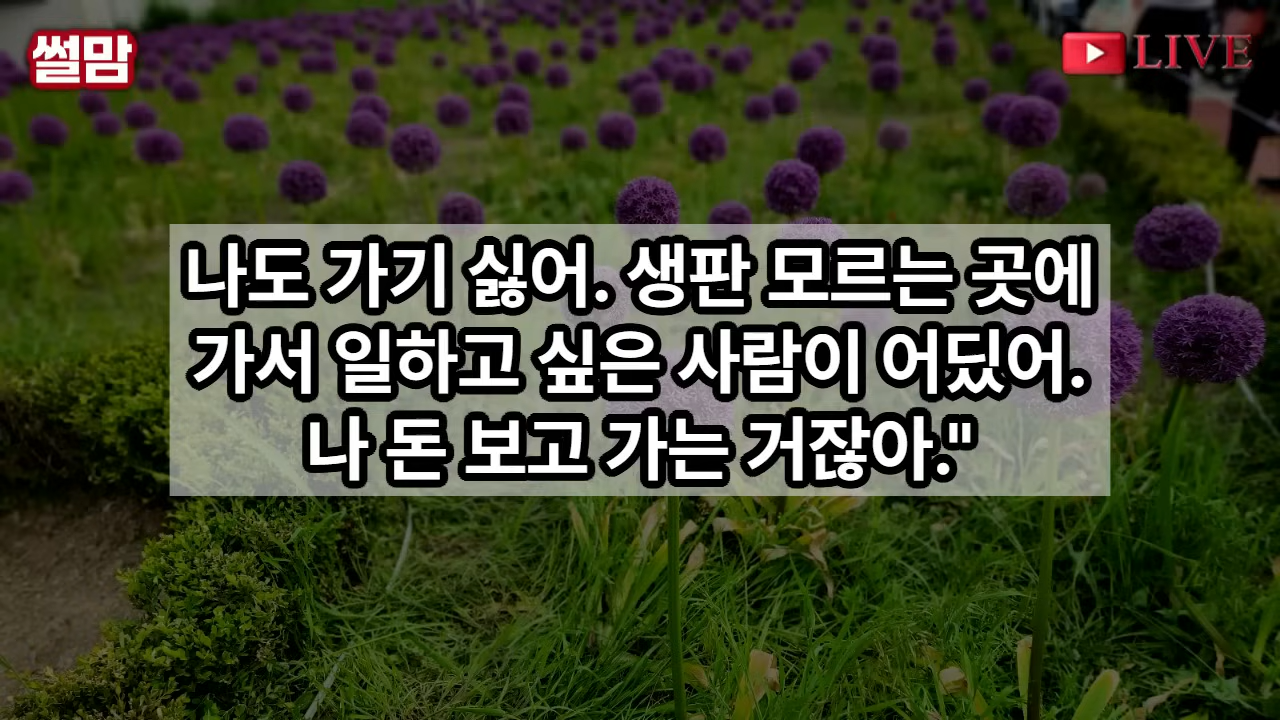 썰맘
LIVE
나도 가기 싫어. 생판 모르는 곳에
가서 일하고 싶은 사람이 어딨어.
나 돈 보고 가는 거잖아."